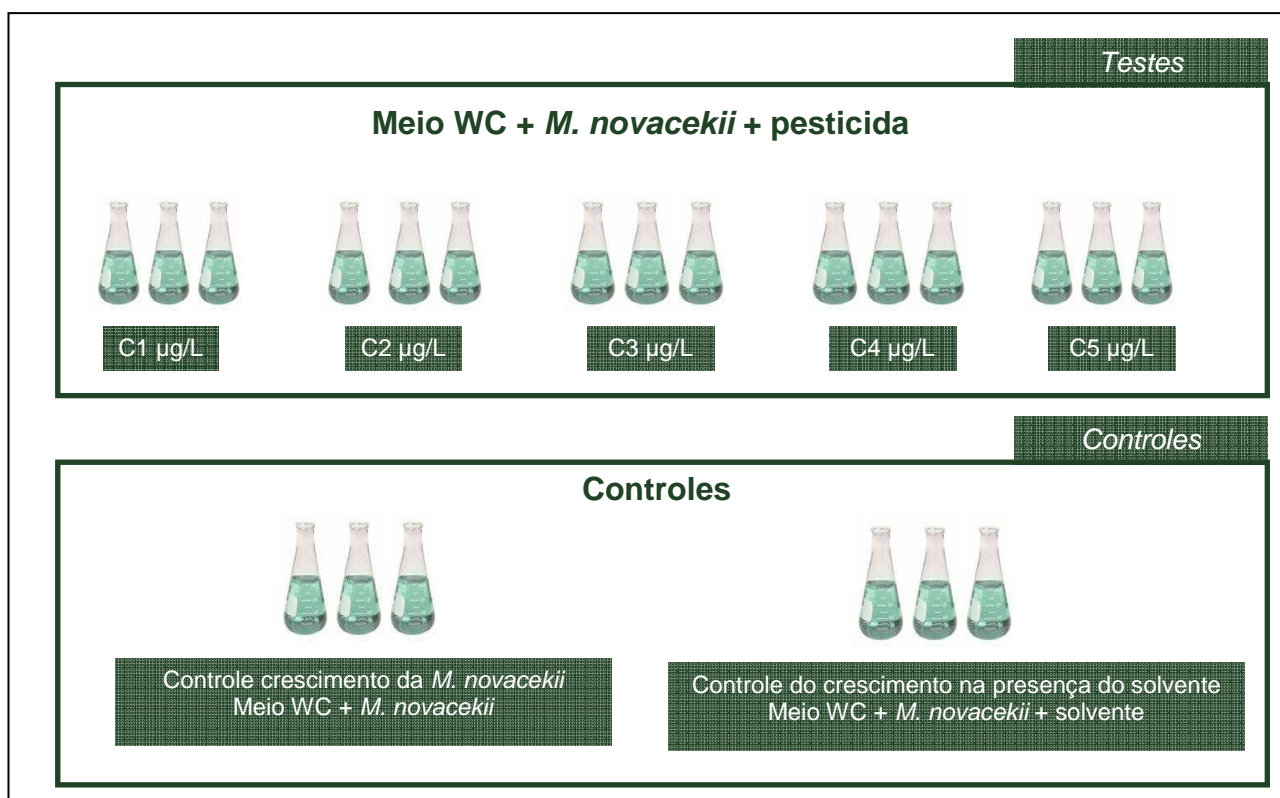 Testes
Meio WC + M. novacekii + pesticida
C1 µg/L
C2 µg/L
C3 µg/L
C4 µg/L
C5 µg/L
Controles
Controles
Controle crescimento da M. novacekii
Meio WC + M. novacekii
Controle do crescimento na presença do solvente
Meio WC + M. novacekii + solvente